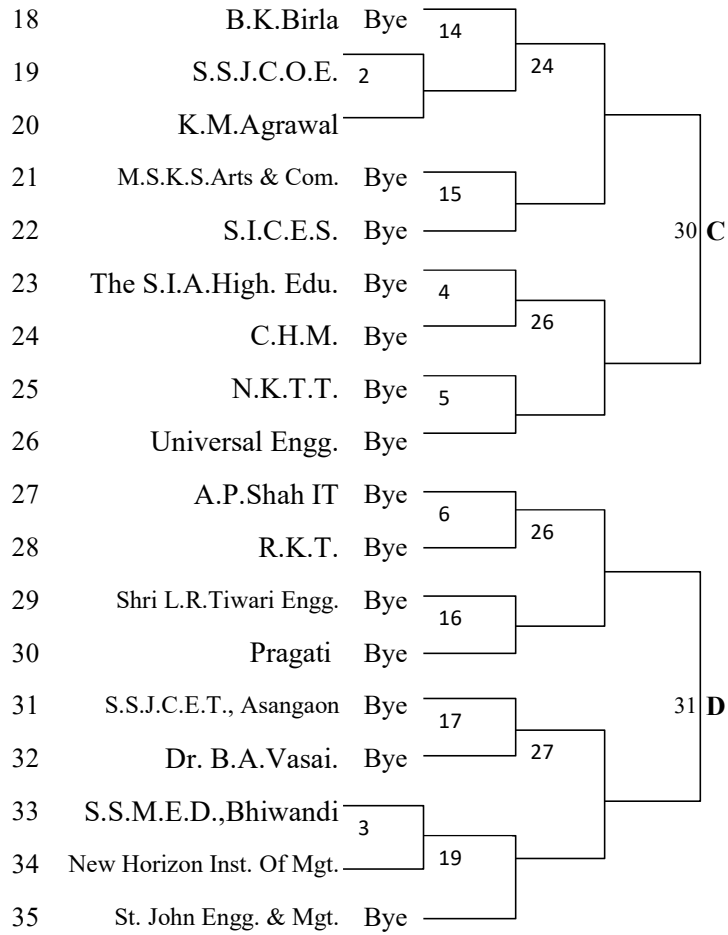 18 B.K.Birla Bye 14
19 S.S.J.C.O.E. 2 24
20 K.M.Agrawal
21 M.S.K.S.Arts & Com. Bye 15
22 S.I.C.E.S. Bye 30 C
23 The S.I.A.High. Edu. Bye 4
24 C.H.M. Bye 26
25 N.K.T.T. Bye 5
26 Universal Engg. Bye
27 A.P.Shah IT Bye 6
28 R.K.T. Bye 26
29 Shri L.R.Tiwari Engg. Bye 16
30 Pragati Bye
31 S.S.J.C.E.T., Asangaon Bye 17 31 D
32 Dr. B.A.Vasai. Bye 27
33 S.S.M.E.D.,Bhiwandi 3
34 New Horizon Inst. Of Mgt. 19
35 St. John Engg. & Mgt. Bye